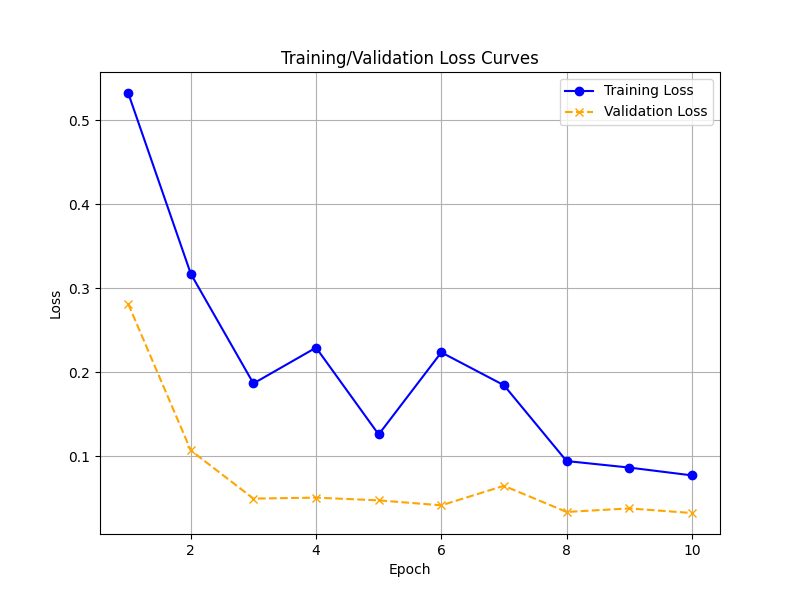 Training/Validation Loss Curves
Training Loss
Validation Loss
0.5
0.4
0.3
0.2
0.1
Loss
2 4 6 8 10
Epoch